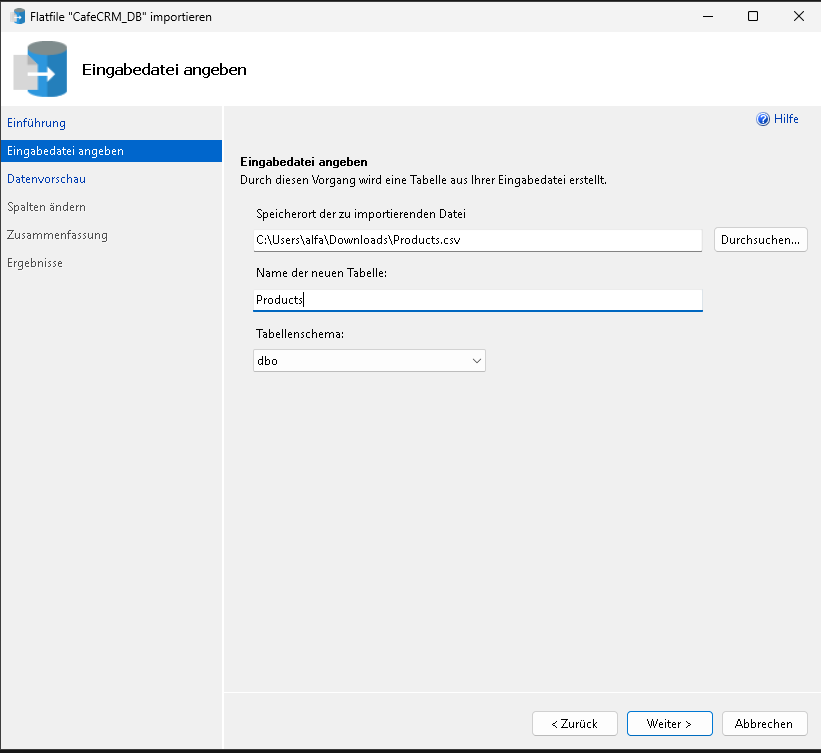 Flatfile "CafeCRM_DB" importieren
Eingabedatei angeben
Einführung
Eingabedatei angeben
Datenvorschau
Spalten ändern
Zusammenfassung
Ergebnisse
Hilfe
Eingabedatei angeben
Durch diesen Vorgang wird eine Tabelle aus Ihrer Eingabedatei erstellt.
Speicherort der zu importierenden Datei
C:\Users\alfa\Downloads\Products.csv
Durchsuchen...
Name der neuen Tabelle:
Products
Tabellenschema:
dbo
< Zurück
Weiter >
Abbrechen